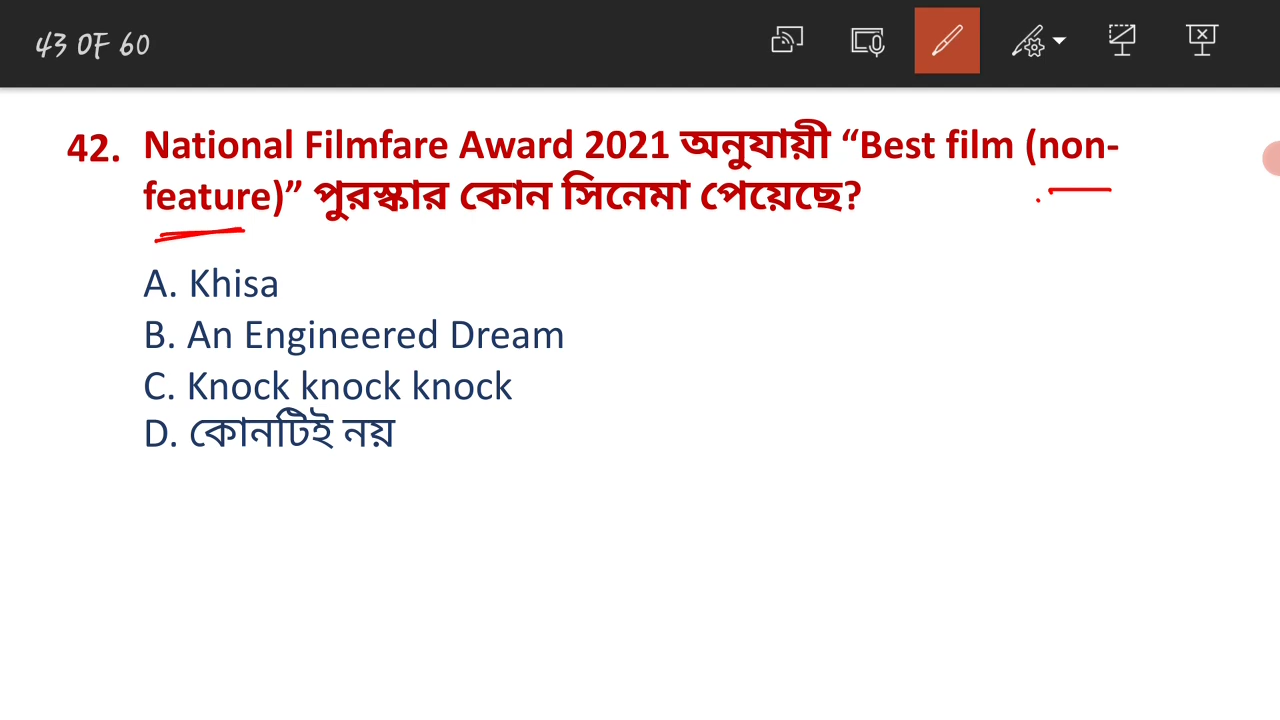 43 OF 60
42. National Filmfare Award 2021 অনুযায়ী “Best film (non-
feature)” পুরস্কার কোন সিনেমা পেয়েছে?
A. Khisa
B. An Engineered Dream
C. Knock knock knock
D. কোনটিই নয়